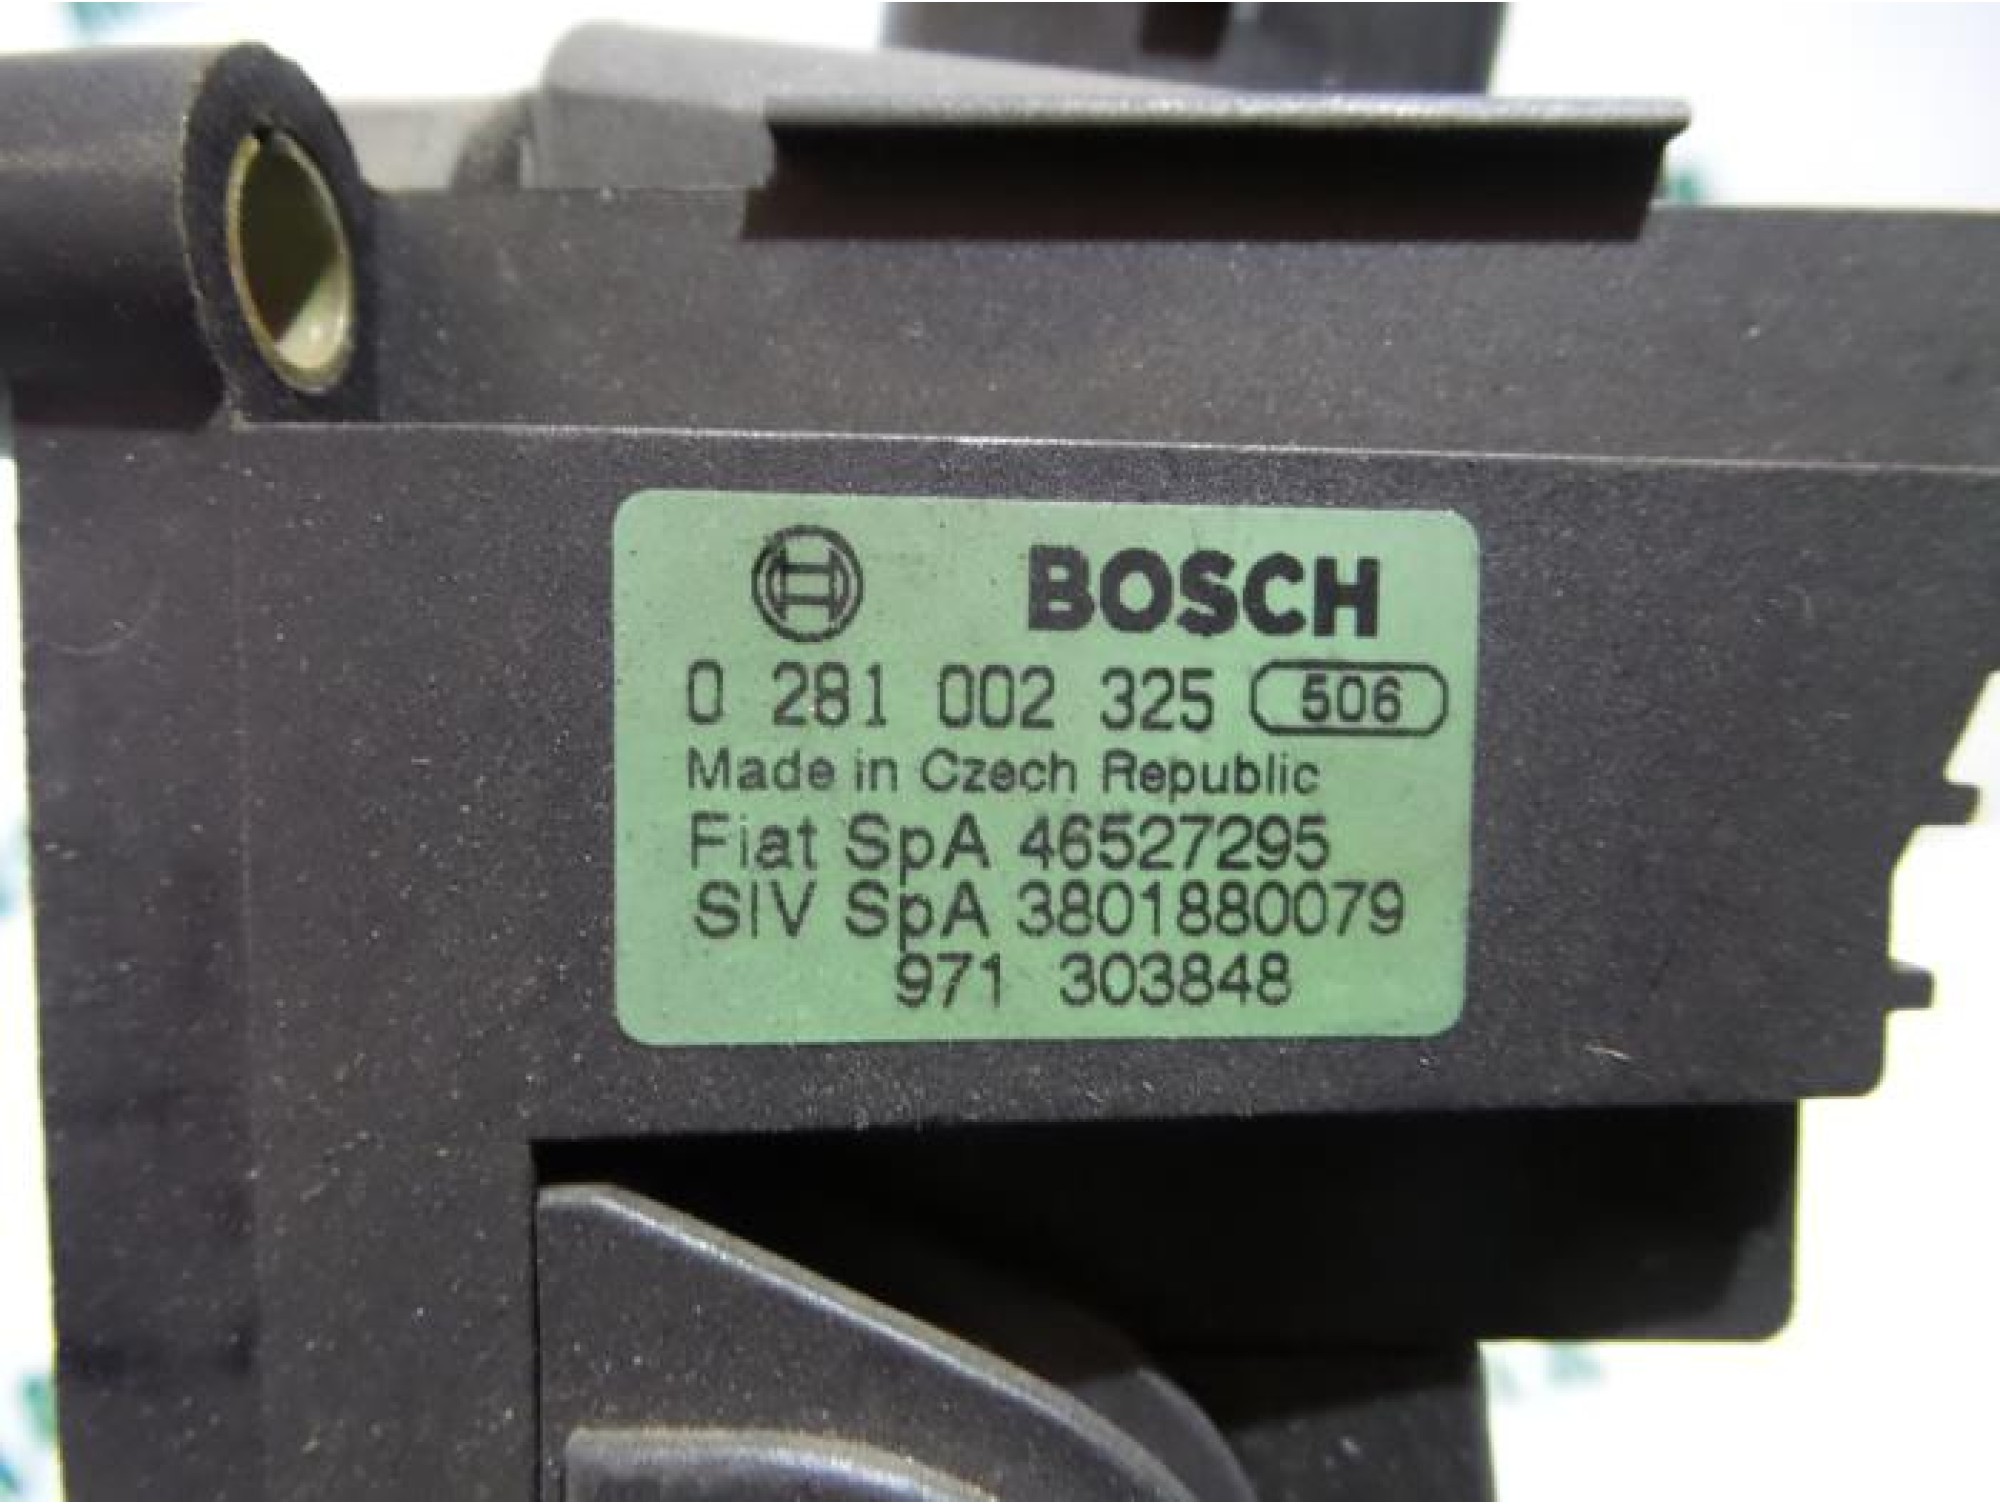 BOSCH
0 281 002 325 506
Made in Czech Republic
Fiat SpA 46527295
SIV SpA 3801880079
971 303848